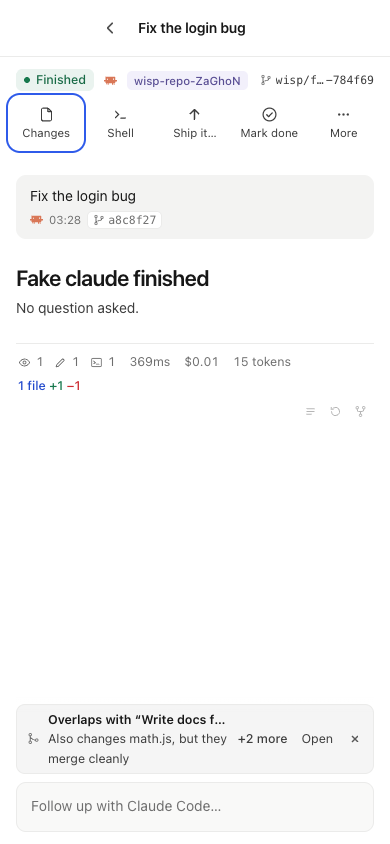 Fix the login bug
Finished
wisp-repo-ZaGhoN
wisp/f…–784f69
Changes
Shell
Ship it…
Mark done
More
Fix the login bug
03:28
a8c8f27
Fake claude finished
No question asked.
1
1
1
369ms
$0.01
15 tokens
1 file +1 −1
Overlaps with “Write docs f…
Also changes math.js, but they
merge cleanly
+2 more
Open
Follow up with Claude Code…